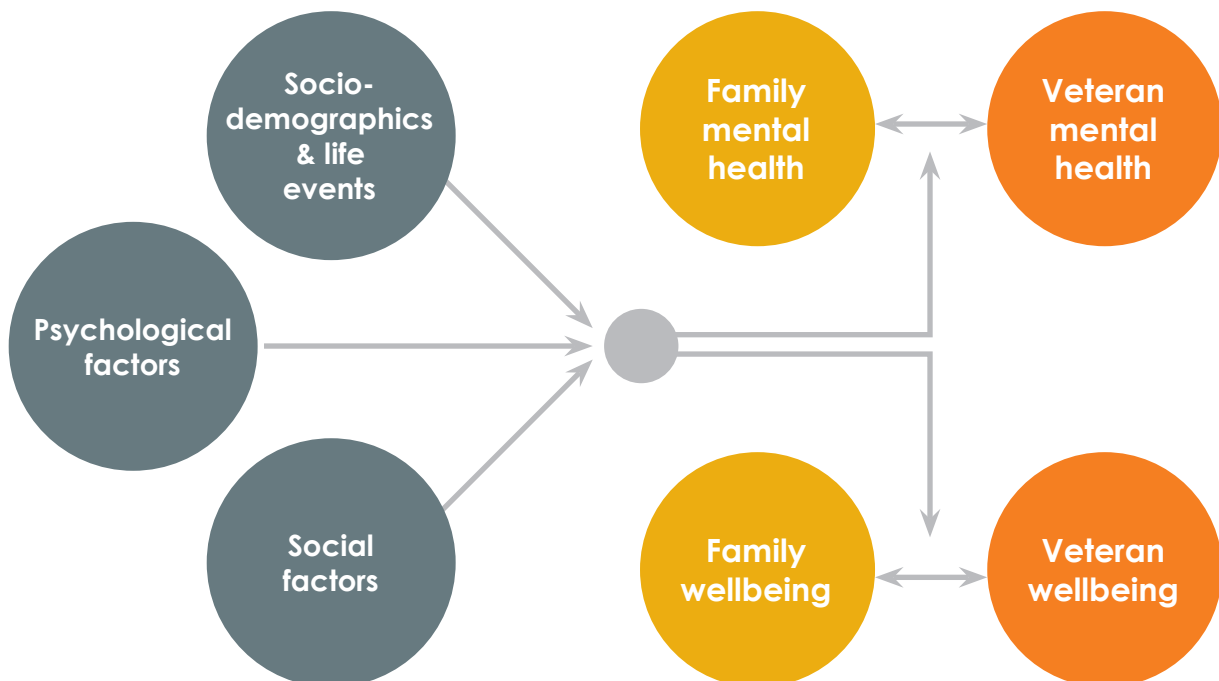 Socio-
demographics
& life
events
Psychological
factors
Social
factors
Family
mental
health
Veteran
mental
health
Family
wellbeing
Veteran
wellbeing